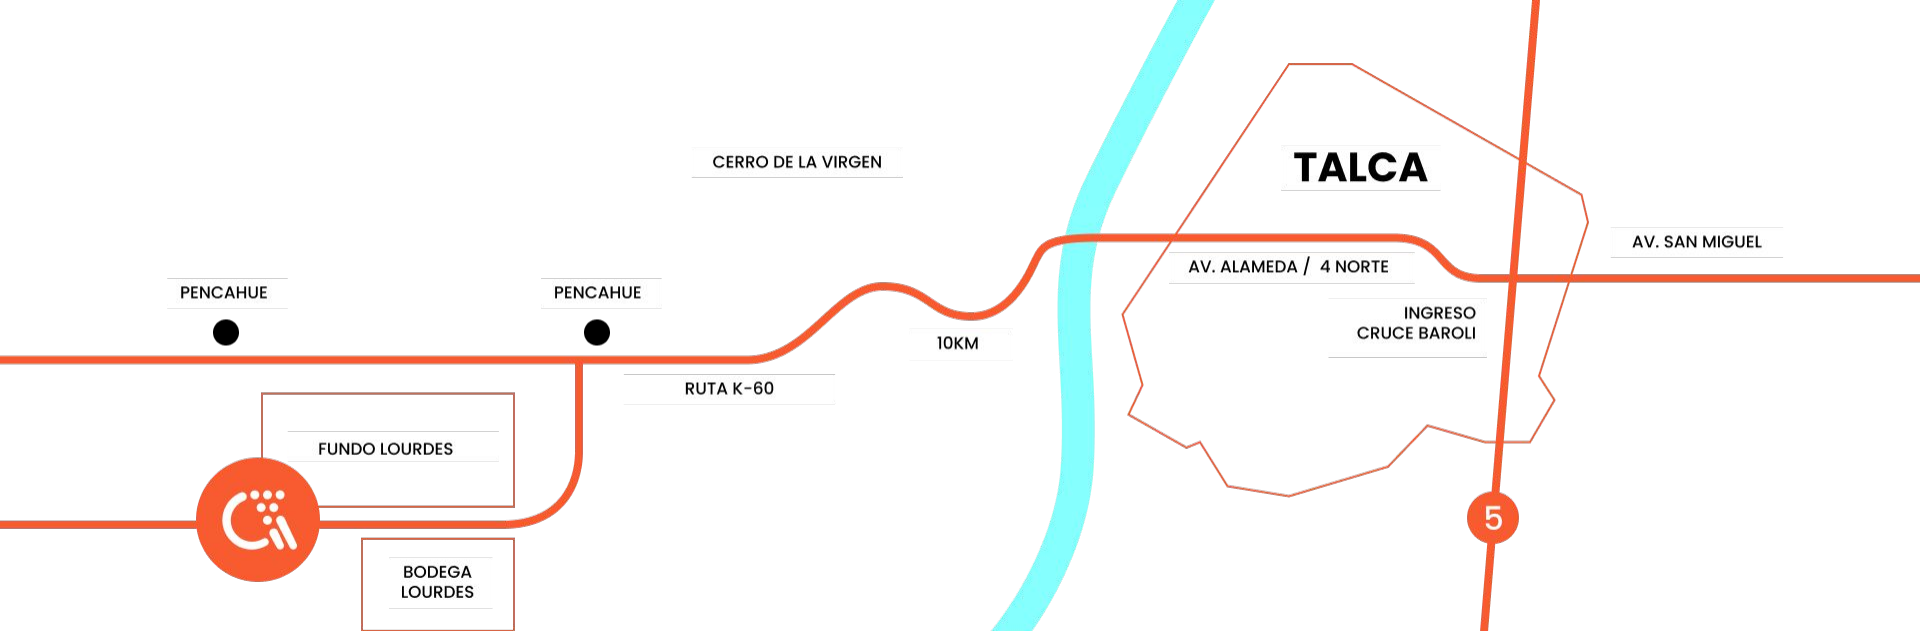 CERRO DE LA VIRGEN
TALCA
AV. SAN MIGUEL
AV. ALAMEDA / 4 NORTE
PENCAHUE
PENCAHUE
INGRESO
CRUCE BAROLI
10KM
RUTA K-60
FUNDO LOURDES
5
BODEGA
LOURDES